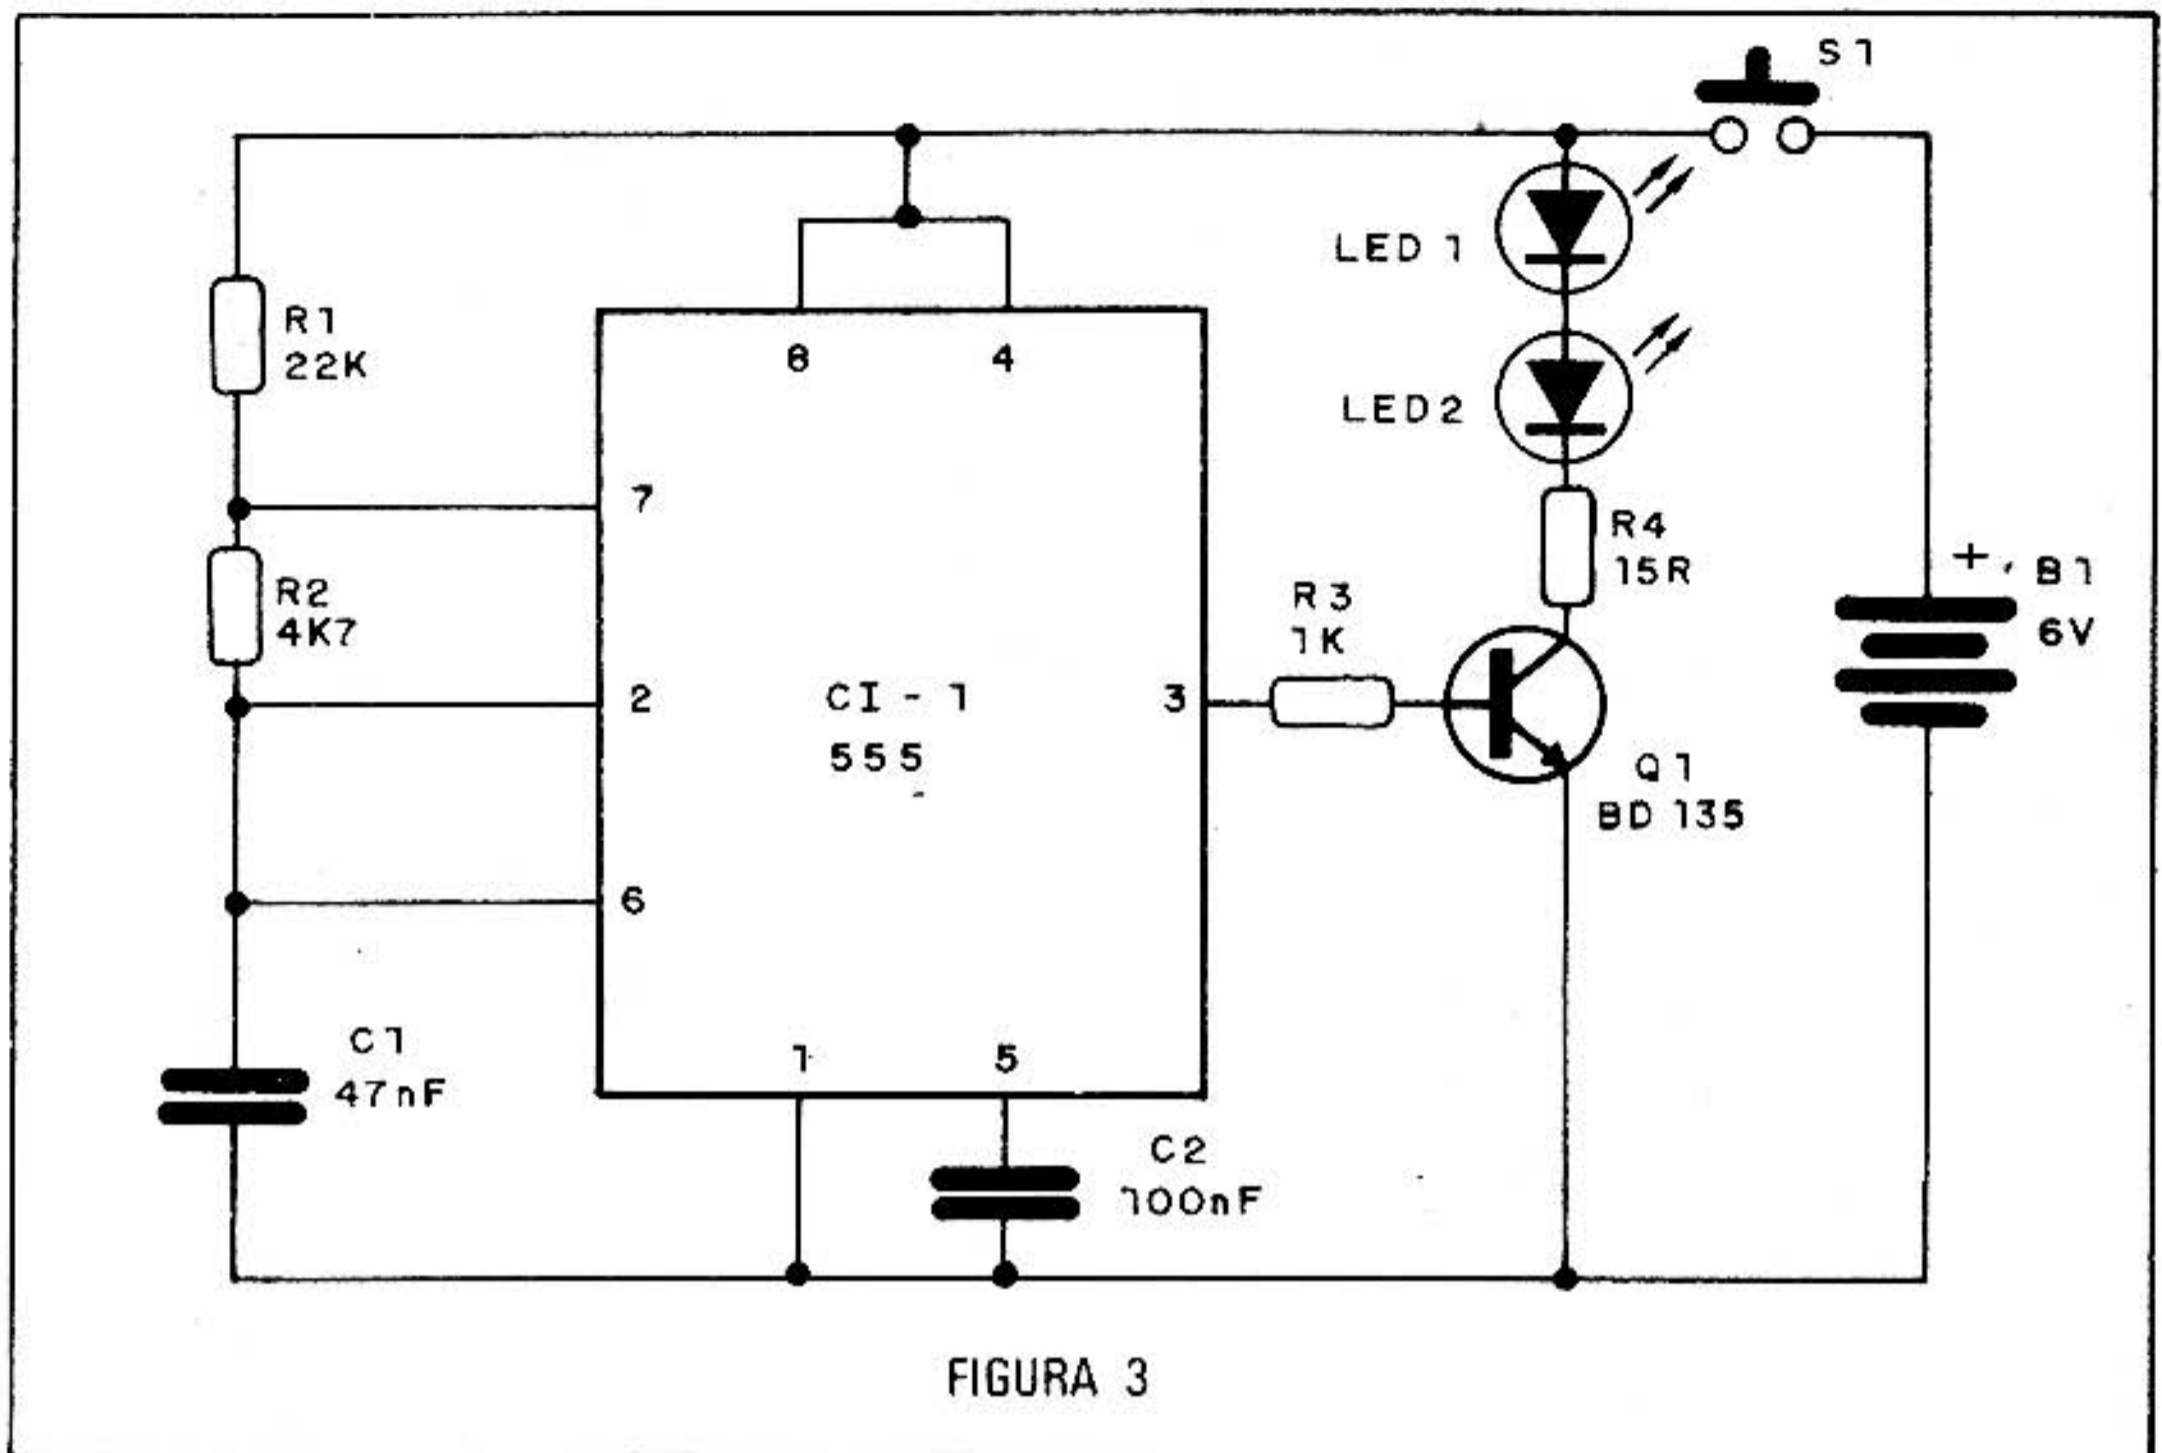 S1
LED 1
R1
22K
8
4
LED2
7
R4
15R
+
B1
6V
R2
4K7
R3
1K
2
CI-1
555
3
Q1
BD 135
6
C1
47nF
1
5
C2
100nF
FIGURA 3